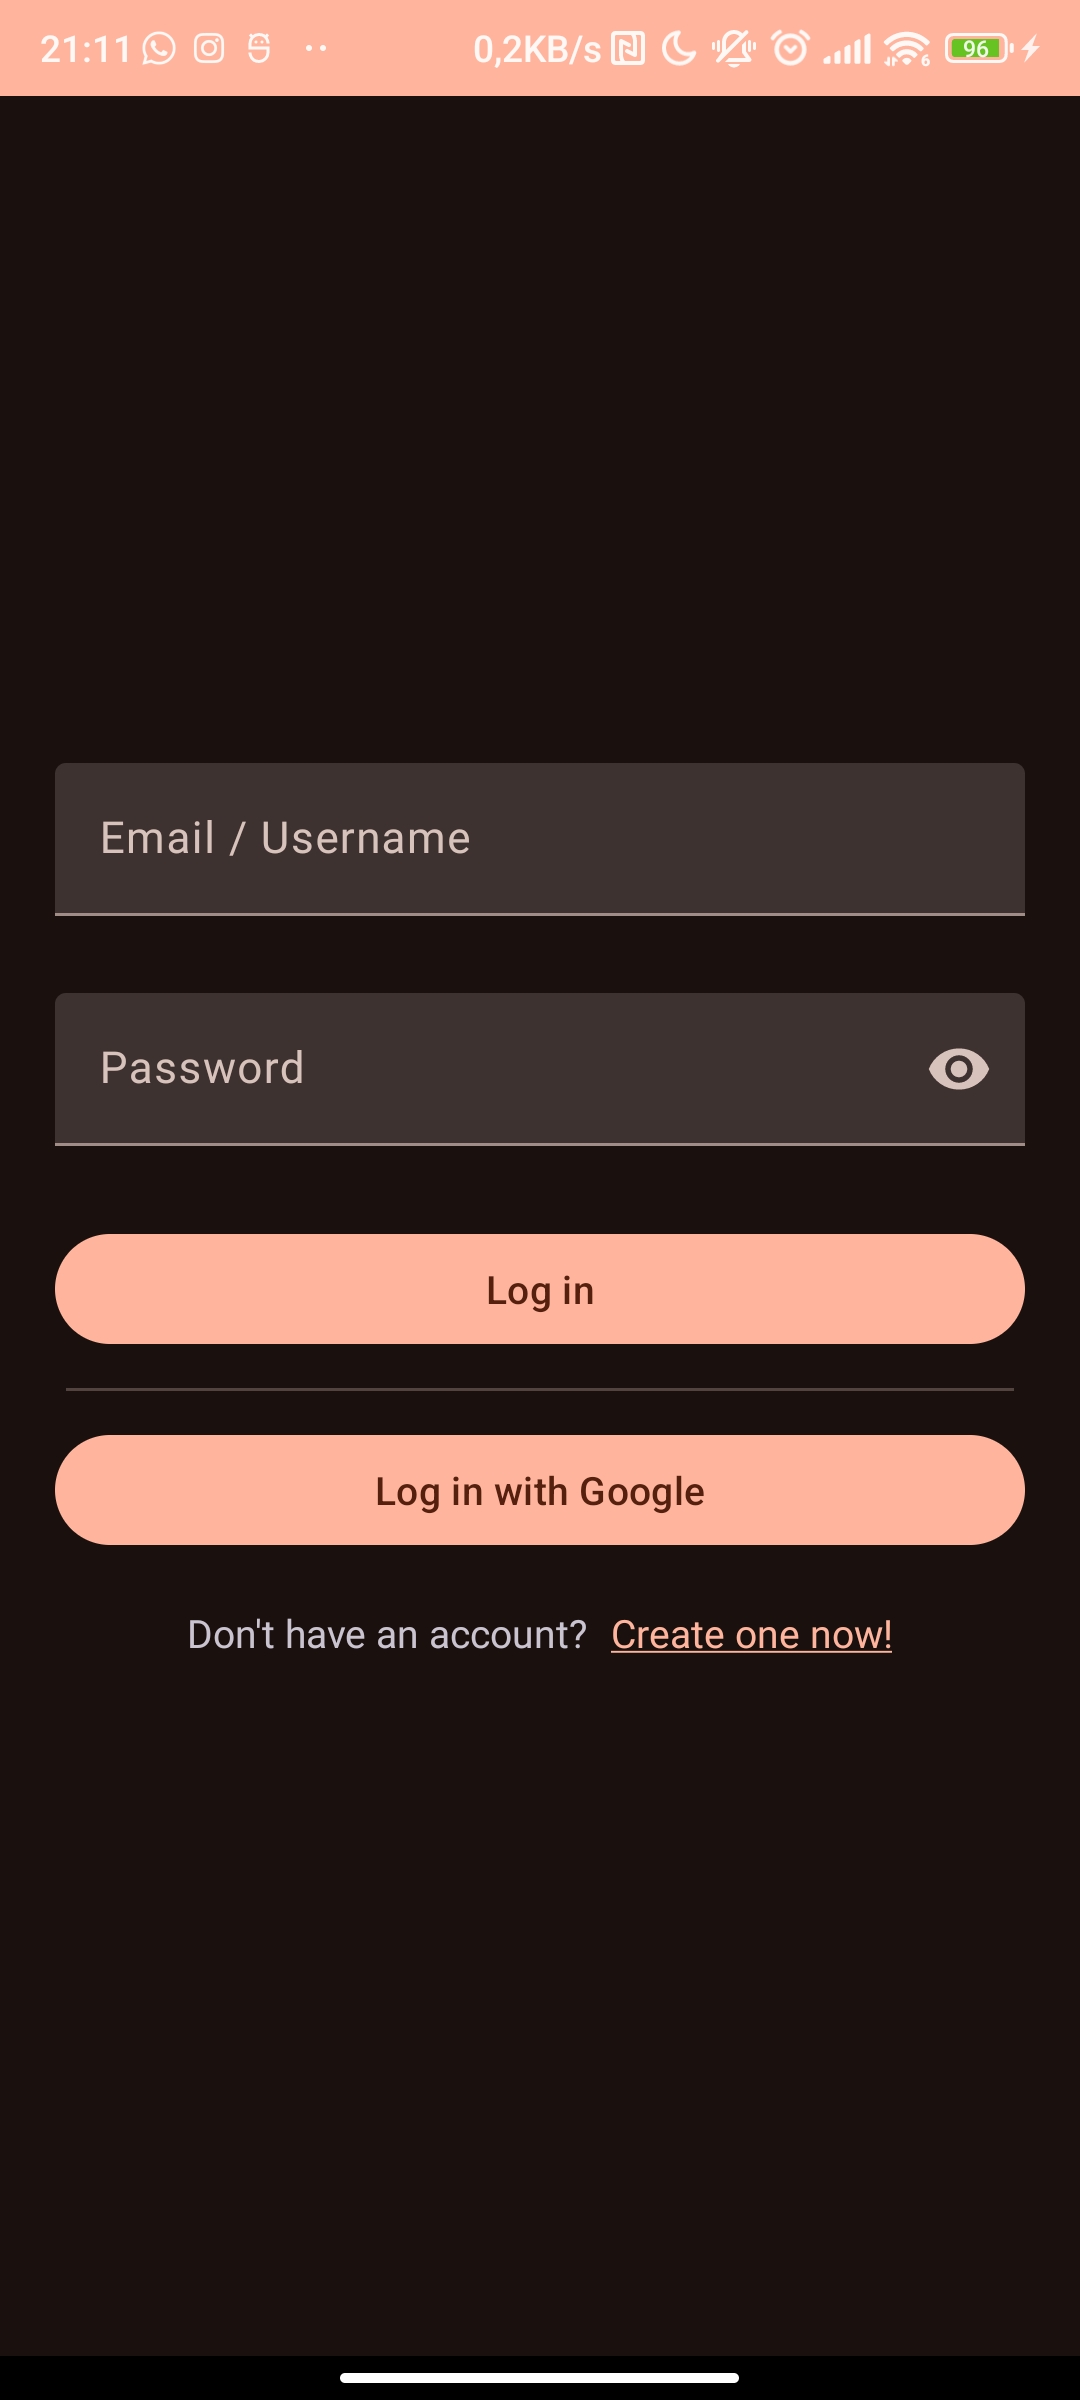 21:11 0,2KB/s 6 96
Email / Username
Password
Log in
Log in with Google
Don't have an account? Create one now!